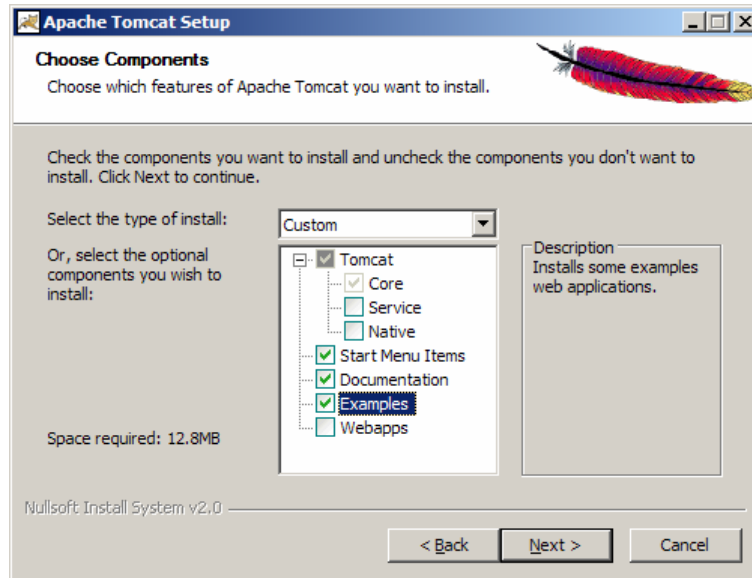 Apache Tomcat Setup
Choose Components
Choose which features of Apache Tomcat you want to install.
Check the components you want to install and uncheck the components you don't want to
install. Click Next to continue.
Select the type of install:
Custom
Or, select the optional
components you wish to
install:
Tomcat
Core
Service
Native
Start Menu Items
Documentation
Examples
Webapps
Description
Installs some examples
web applications.
Space required: 12.8MB
Nullsoft Install System v2.0
< Back
Next >
Cancel